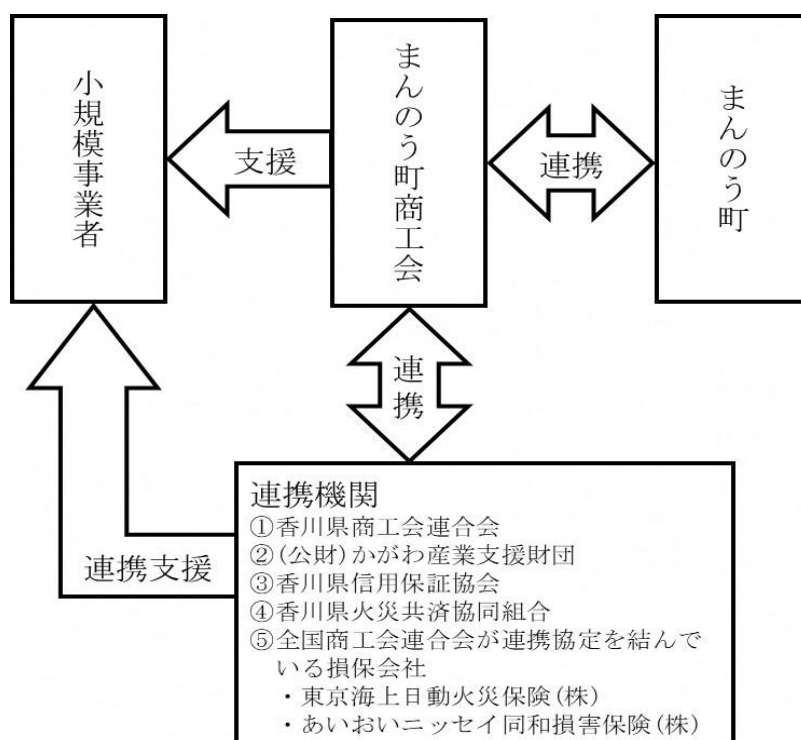 小規模事業者
支援
まんのう町商工会
連携
まんのう町
連携
連携支援
連携機関
①香川県商工会連合会
②(公財)かがわ産業支援財団
③香川県信用保証協会
④香川県火災共済協同組合
⑤全国商工会連合会が連携協定を結んで
いる損保会社
・東京海上日動火災保険(株)
・あいおいニッセイ同和損害保険(株)